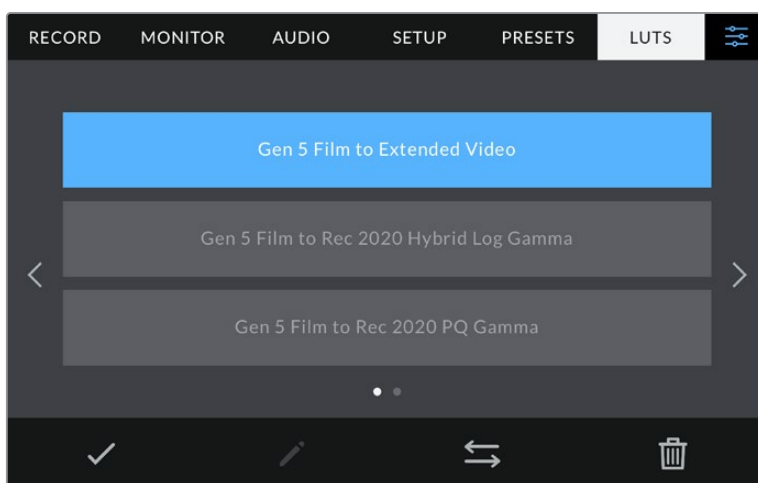 RECORD MONITOR AUDIO SETUP PRESETS LUTS
Gen 5 Film to Extended Video
Gen 5 Film to Rec 2020 Hybrid Log Gamma
Gen 5 Film to Rec 2020 PQ Gamma